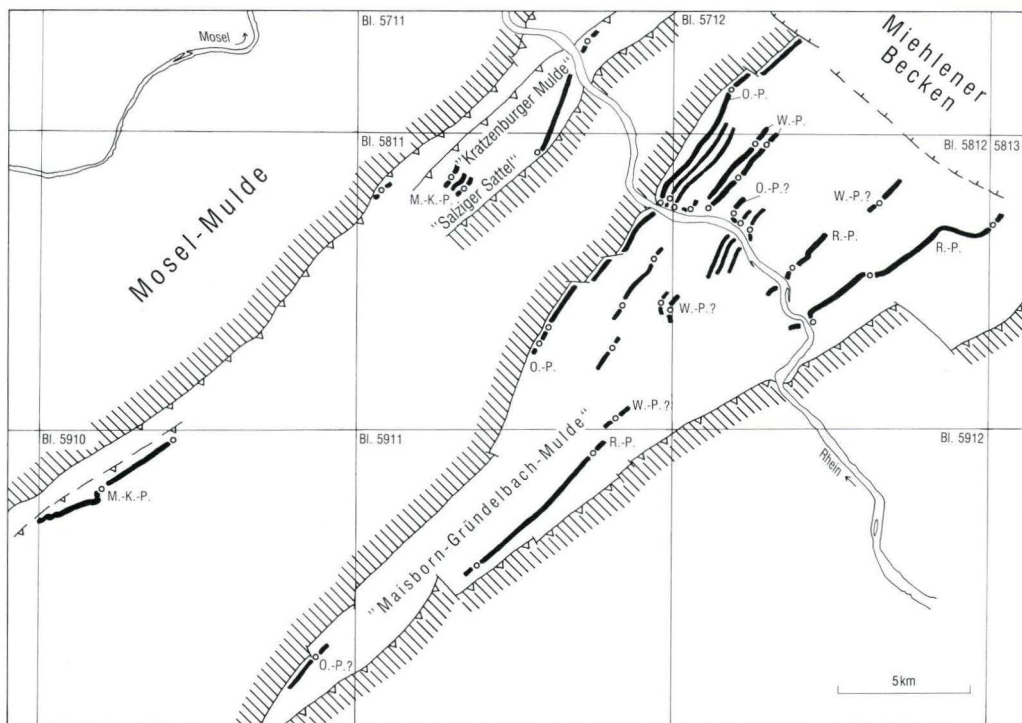 Bl. 5711
Bl. 5712
Mosel
Miehlener
Becken
"Kratzenburger Mulde"
O.-P.
W.-P.
Bl. 5811
Bl. 5812 5813
"Salziger Sattel"
M.-K.-P.
O.-P.?
W.-P.?
Mosel-Mulde
R.-P.
R.-P.
W.-P.?
O.-P.
W.-P.?
Bl. 5910
Bl. 5911
Bl. 5912
R.-P.
Rhein
M.-K.-P.
"Maisborn-Gründelbach-Mulde"
O.-P.?
5km